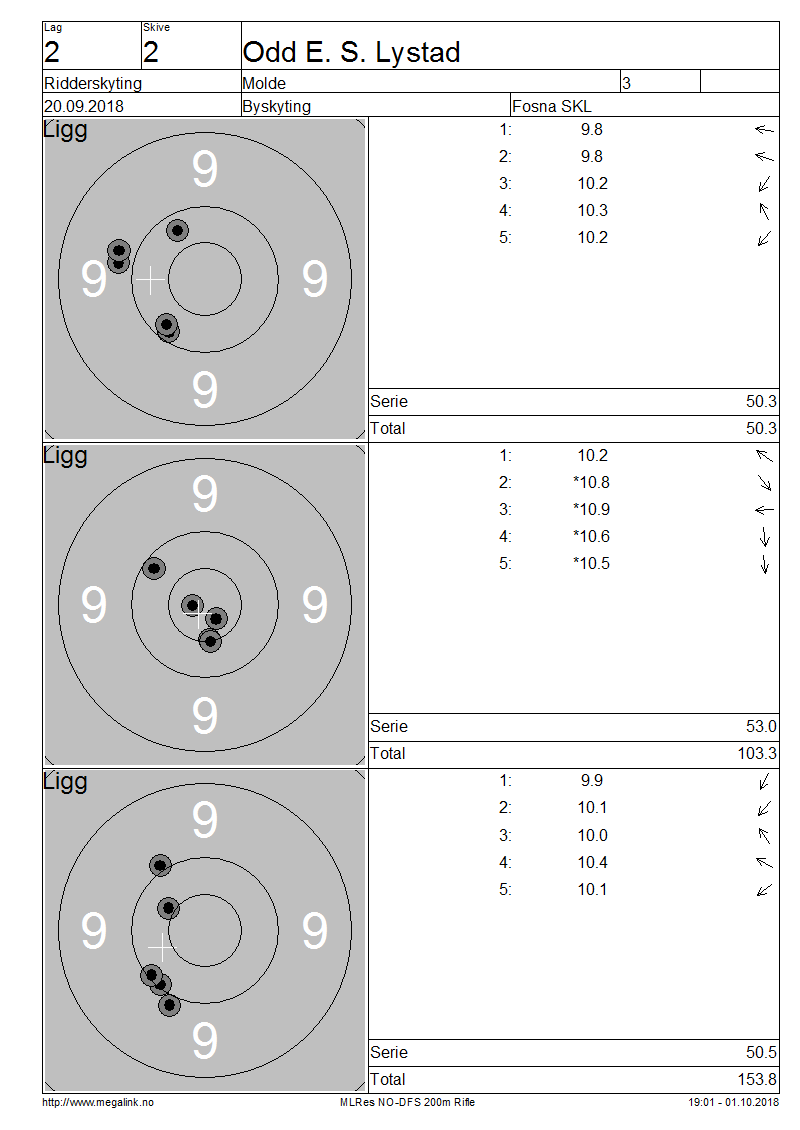 Lag Skive
2 2 Odd E. S. Lystad
Ridderskyting Molde 3
20.09.2018 Byskyting Fosna SKL
Ligg
9
9 9
9
1: 9.8
2: 9.8
3: 10.2
4: 10.3
5: 10.2
Serie 50.3
Total 50.3
Ligg
9
9 9
9
1: 10.2
2: *10.8
3: *10.9
4: *10.6
5: *10.5
Serie 53.0
Total 103.3
Ligg
9
9 9
9
1: 9.9
2: 10.1
3: 10.0
4: 10.4
5: 10.1
Serie 50.5
Total 153.8
http://www.megalink.no MLRes NO-DFS 200m Rifle 19:01 - 01.10.2018